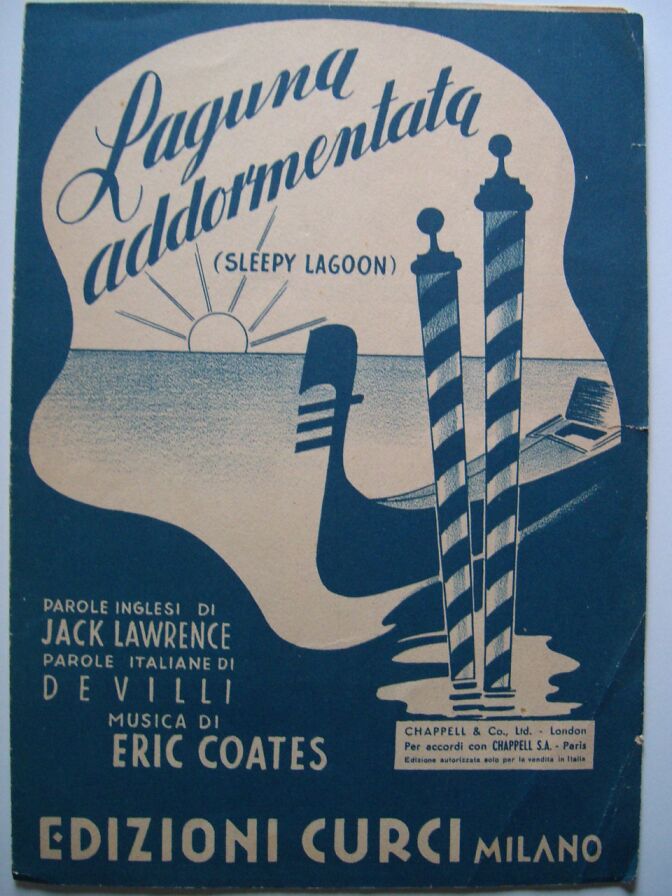 Laguna
addormentata
(SLEEPY LAGOON)
PAROLE INGLESI DI
JACK LAWRENCE
PAROLE ITALIANE DI
DEVILLI
MUSICA DI
ERIC COATES
CHAPPELL & Co., Ltd. - London
Per accordi con CHAPPELL S.A. - Paris
Edizione autorizzata solo per la vendita in Italia
EDIZIONI CURCI MILANO